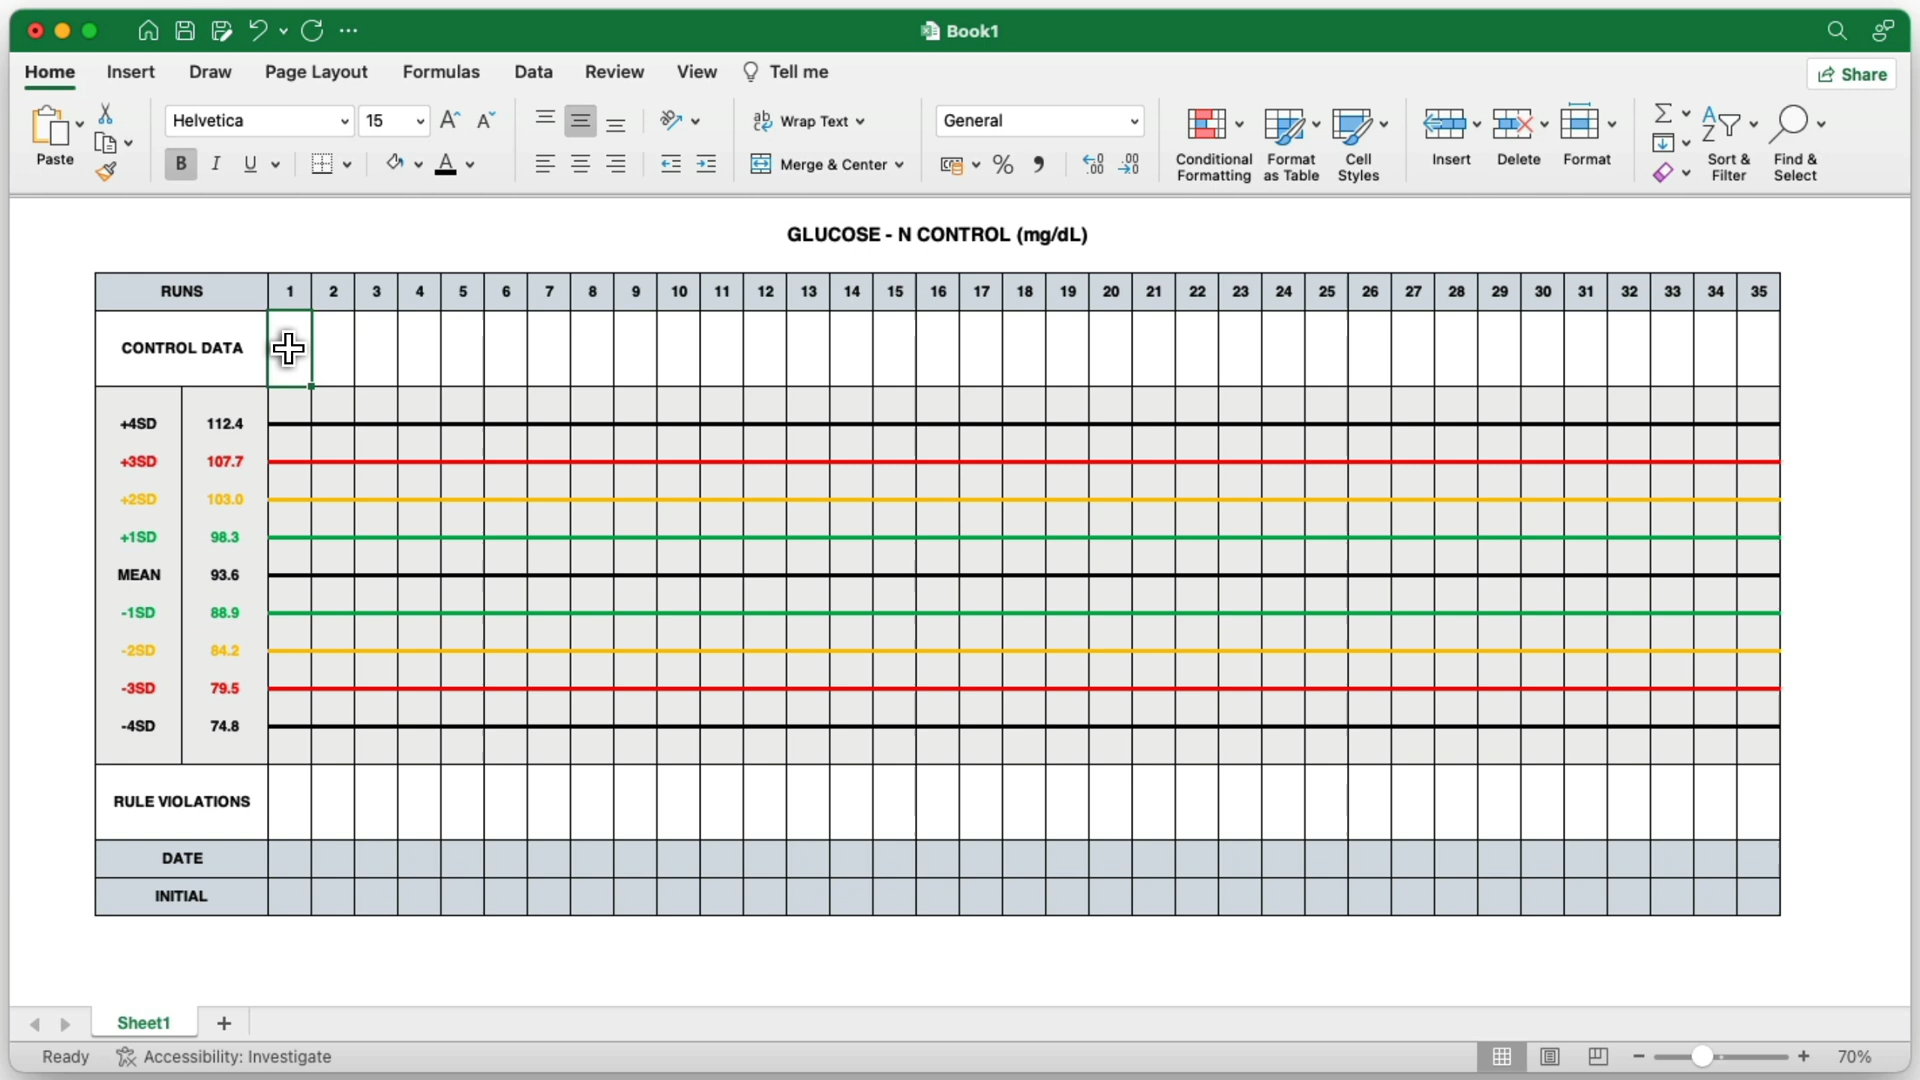 Book1
Home Insert Draw Page Layout Formulas Data Review View Tell me Share
Helvetica 15 Wrap Text General
Paste B I U Merge & Center % Conditional Formatting Format as Table Cell Styles Insert Delete Format Sort & Filter Find & Select
GLUCOSE - N CONTROL (mg/dL)
RUNS 1 2 3 4 5 6 7 8 9 10 11 12 13 14 15 16 17 18 19 20 21 22 23 24 25 26 27 28 29 30 31 32 33 34 35
CONTROL DATA
+4SD 112.4
+3SD 107.7
+2SD 103.0
+1SD 98.3
MEAN 93.6
-1SD 88.9
-2SD 84.2
-3SD 79.5
-4SD 74.8
RULE VIOLATIONS
DATE
INITIAL
Sheet1
Ready Accessibility: Investigate 70%